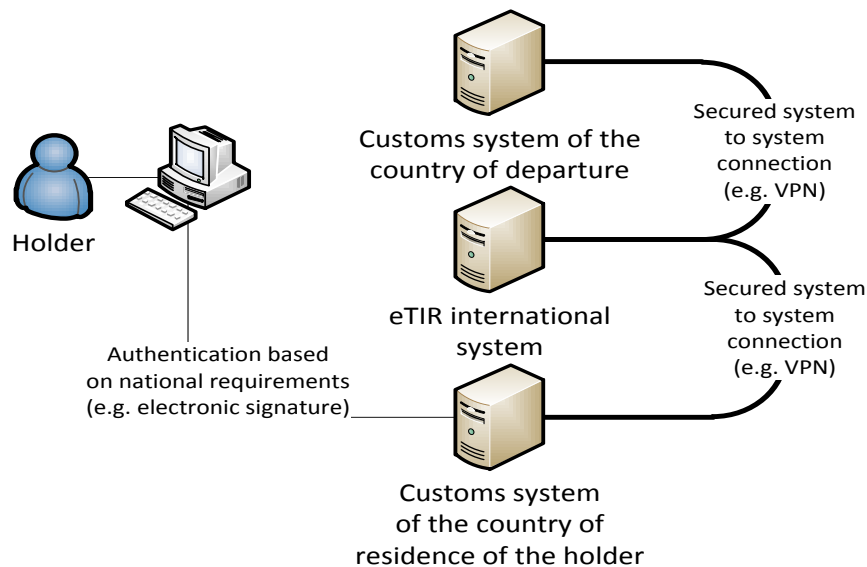 Customs system of the
country of departure
Secured system
to system
connection
(e.g. VPN)
Holder
eTIR international
system
Secured system
to system
connection
(e.g. VPN)
Authentication based
on national requirements
(e.g. electronic signature)
Customs system
of the country of
residence of the holder